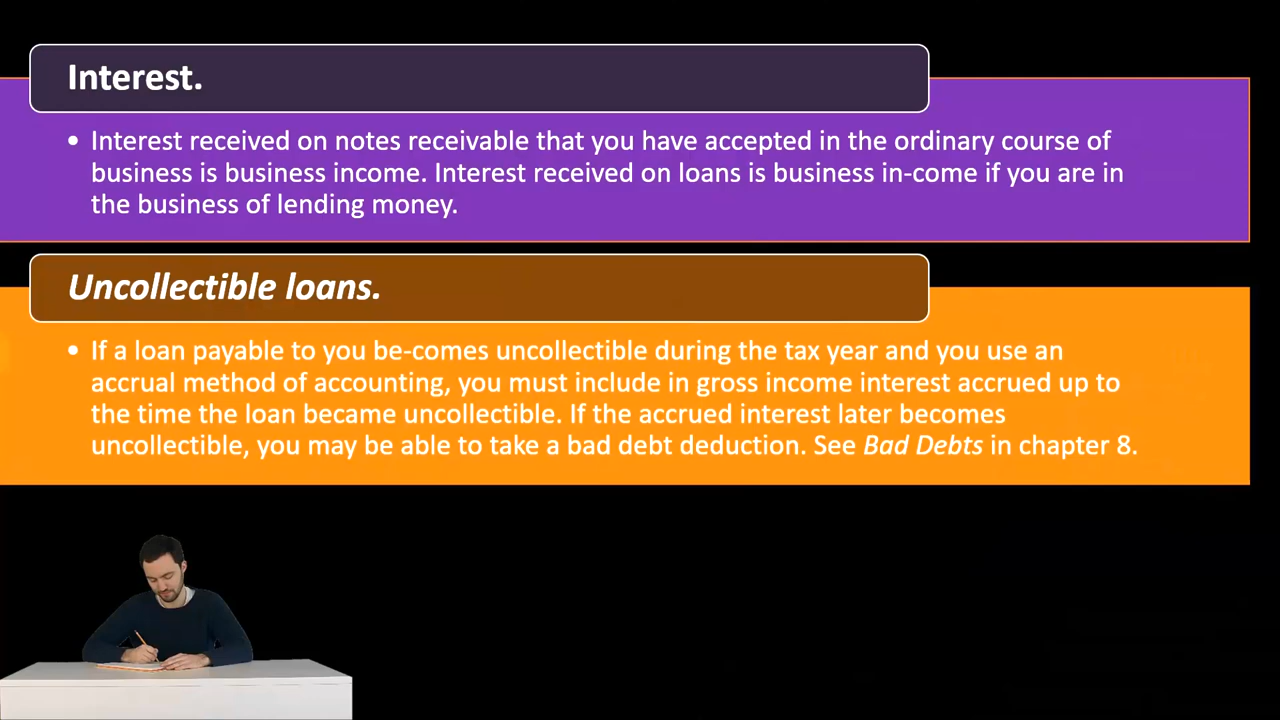 Interest.
• Interest received on notes receivable that you have accepted in the ordinary course of
business is business income. Interest received on loans is business in-come if you are in
the business of lending money.
Uncollectible loans.
• If a loan payable to you be-comes uncollectible during the tax year and you use an
accrual method of accounting, you must include in gross income interest accrued up to
the time the loan became uncollectible. If the accrued interest later becomes
uncollectible, you may be able to take a bad debt deduction. See Bad Debts in chapter 8.